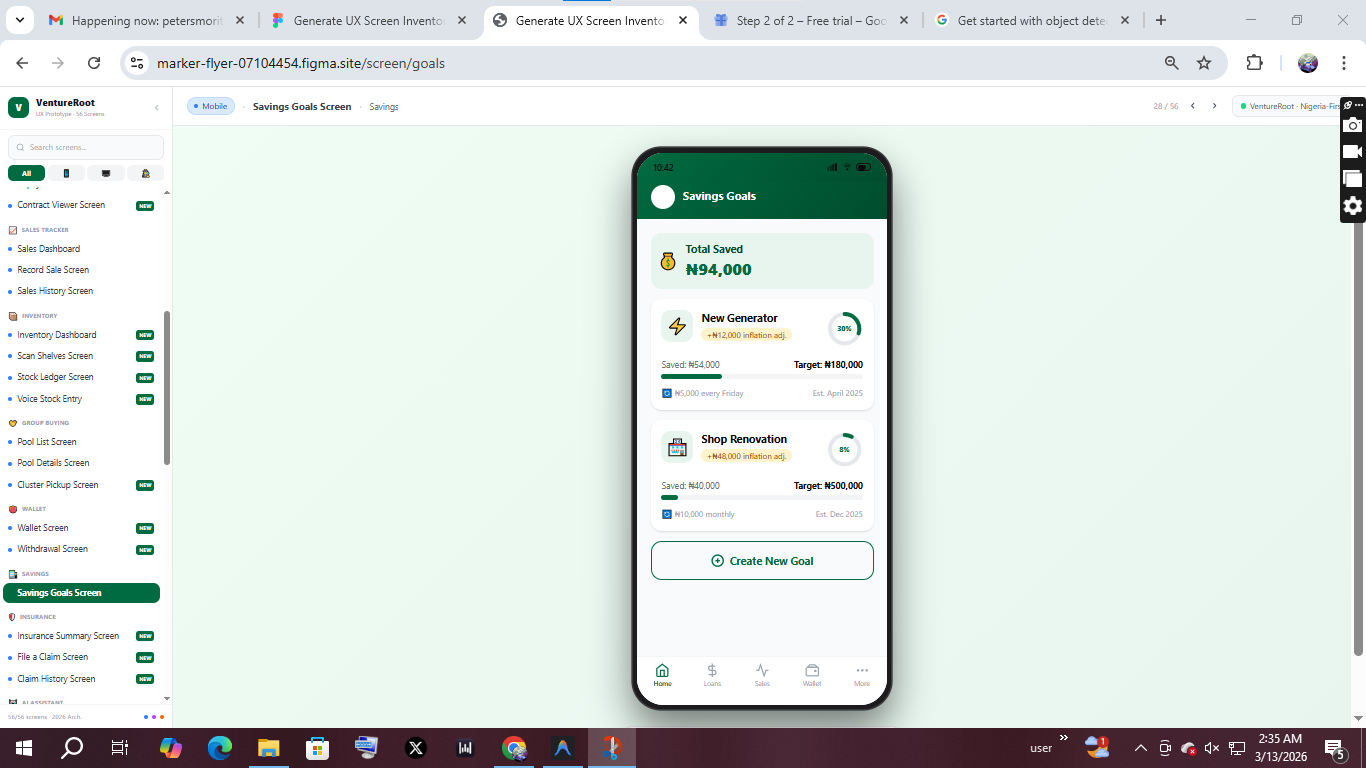 Happening now: petersmorit
Generate UX Screen Invento
Generate UX Screen Invento
Step 2 of 2 – Free trial – Goo
Get started with object dete
marker-flyer-07104454.figma.site/screen/goals
V
VentureRoot
UX Prototype · 56 Screens
Search screens...
All
Contract Viewer Screen NEW
SALES TRACKER
Sales Dashboard
Record Sale Screen
Sales History Screen
INVENTORY
Inventory Dashboard NEW
Scan Shelves Screen NEW
Stock Ledger Screen NEW
Voice Stock Entry NEW
GROUP BUYING
Pool List Screen
Pool Details Screen
Cluster Pickup Screen NEW
WALLET
Wallet Screen
Withdrawal Screen
SAVINGS
Savings Goals Screen
INSURANCE
Insurance Summary Screen NEW
File a Claim Screen NEW
Claim History Screen NEW
AI ASSISTANT
56/56 screens · 2026 Arch.
Mobile · Savings Goals Screen · Savings
28 / 56
VentureRoot · Nigeria-Firs
10:42
Savings Goals
Total Saved
₦94,000
New Generator
+₦12,000 inflation adj.
30%
Saved: ₦54,000 Target: ₦180,000
₦5,000 every Friday Est. April 2025
Shop Renovation
+₦48,000 inflation adj.
8%
Saved: ₦40,000 Target: ₦500,000
₦10,000 monthly Est. Dec 2025
Create New Goal
Home Loans Sales Wallet More
user
2:35 AM
3/13/2026
5